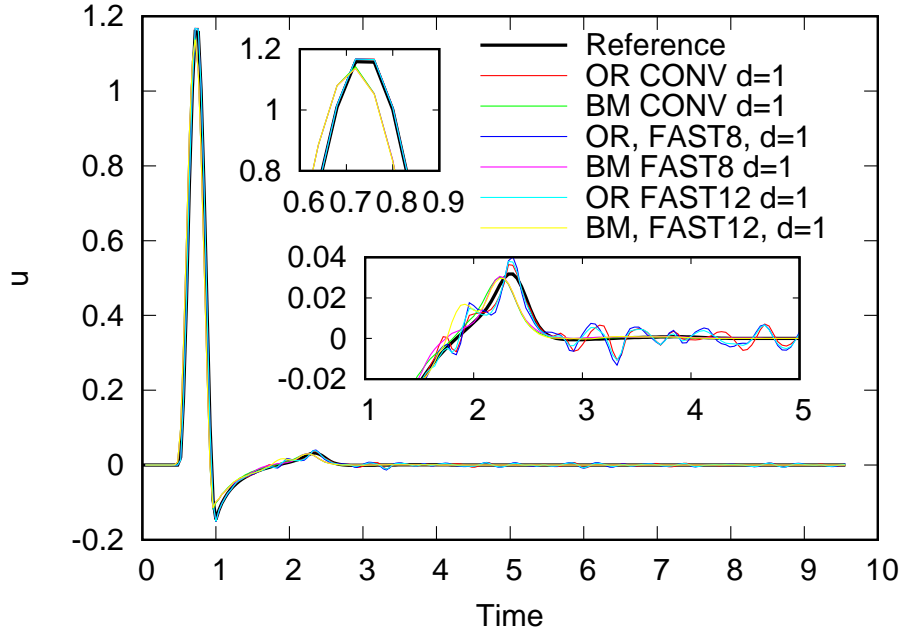 1.2
1
0.8
0.6
0.4
0.2
0
-0.2
u
0 1 2 3 4 5 6 7 8 9 10
Time
1.2
1
0.8
0.6 0.7 0.8 0.9
Reference
OR CONV d=1
BM CONV d=1
OR, FAST8, d=1
BM FAST8 d=1
OR FAST12 d=1
BM, FAST12, d=1
0.04
0.02
0
-0.02
1 2 3 4 5